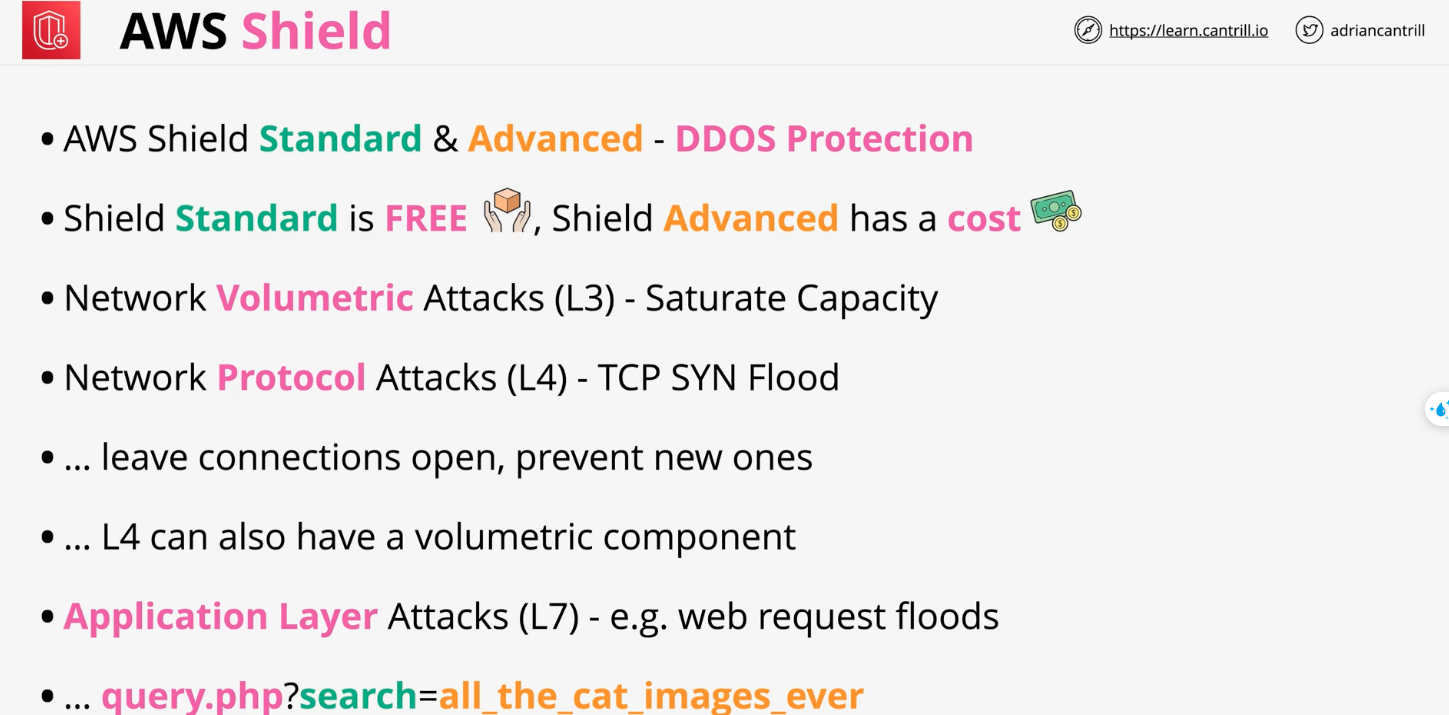 AWS Shield
https://learn.cantrill.io
adriancantrill
• AWS Shield Standard & Advanced - DDOS Protection
• Shield Standard is FREE , Shield Advanced has a cost
• Network Volumetric Attacks (L3) - Saturate Capacity
• Network Protocol Attacks (L4) - TCP SYN Flood
• ... leave connections open, prevent new ones
• ... L4 can also have a volumetric component
• Application Layer Attacks (L7) - e.g. web request floods
• ... query.php?search=all_the_cat_images_ever